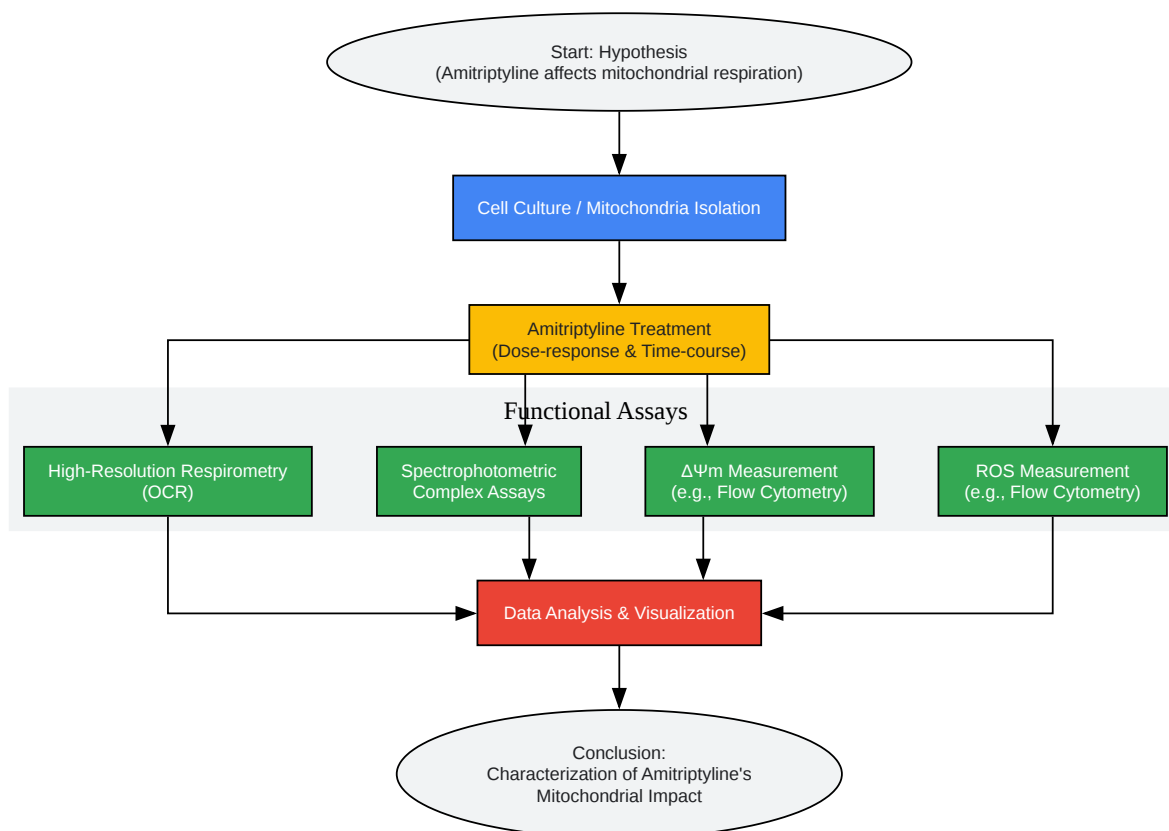 Start: Hypothesis
(Amitriptyline affects mitochondrial respiration)
Cell Culture / Mitochondria Isolation
Amitriptyline Treatment
(Dose-response & Time-course)
Functional Assays
High-Resolution Respirometry
(OCR)
Spectrophotometric
Complex Assays
ΔΨm Measurement
(e.g., Flow Cytometry)
ROS Measurement
(e.g., Flow Cytometry)
Data Analysis & Visualization
Conclusion:
Characterization of Amitriptyline's
Mitochondrial Impact